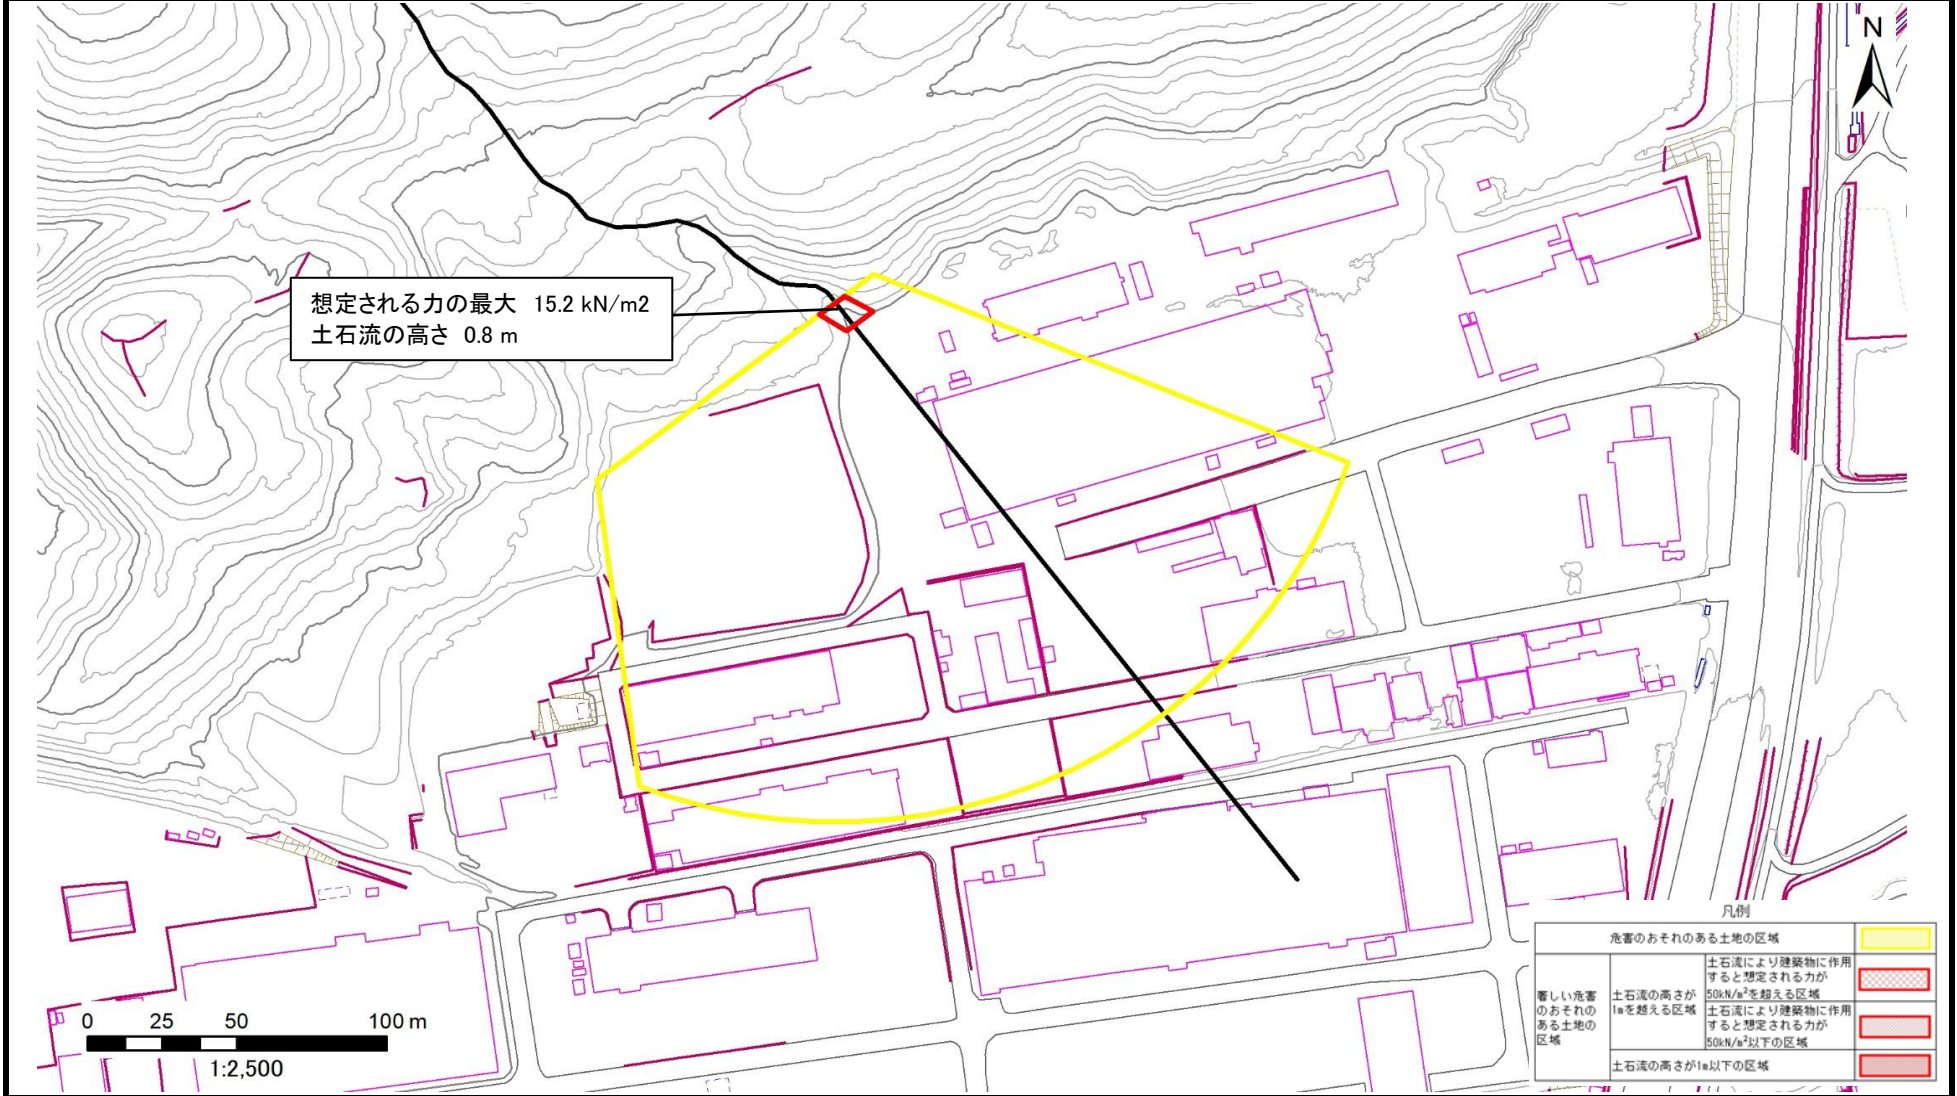 N
想定される力の最大 15.2 kN/m2
土石流の高さ 0.8 m
0 25 50 100 m
1:2,500
凡例
危害のおそれのある土地の区域
著しい危害
のおそれの
ある土地の
区域
土石流の高さが
1mを超える区域
土石流により建築物に作用
すると想定される力が
50kN/m²を超える区域
土石流により建築物に作用
すると想定される力が
50kN/m²以下の区域
土石流の高さが1m以下の区域